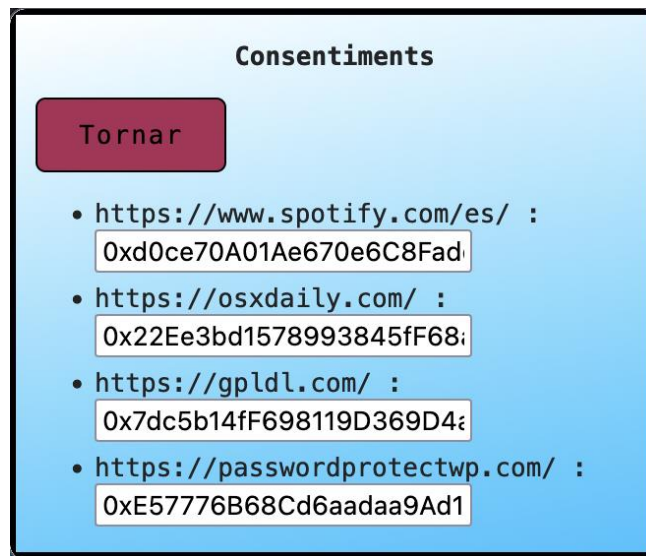 Consentiments
Tornar
• https://www.spotify.com/es/ :
0xd0ce70A01Ae670e6C8Fad
• https://osxdaily.com/ :
0x22Ee3bd1578993845fF68
• https://gpldl.com/ :
0x7dc5b14fF698119D369D4
• https://passwordprotectwp.com/ :
0xE57776B68Cd6aadaa9Ad1